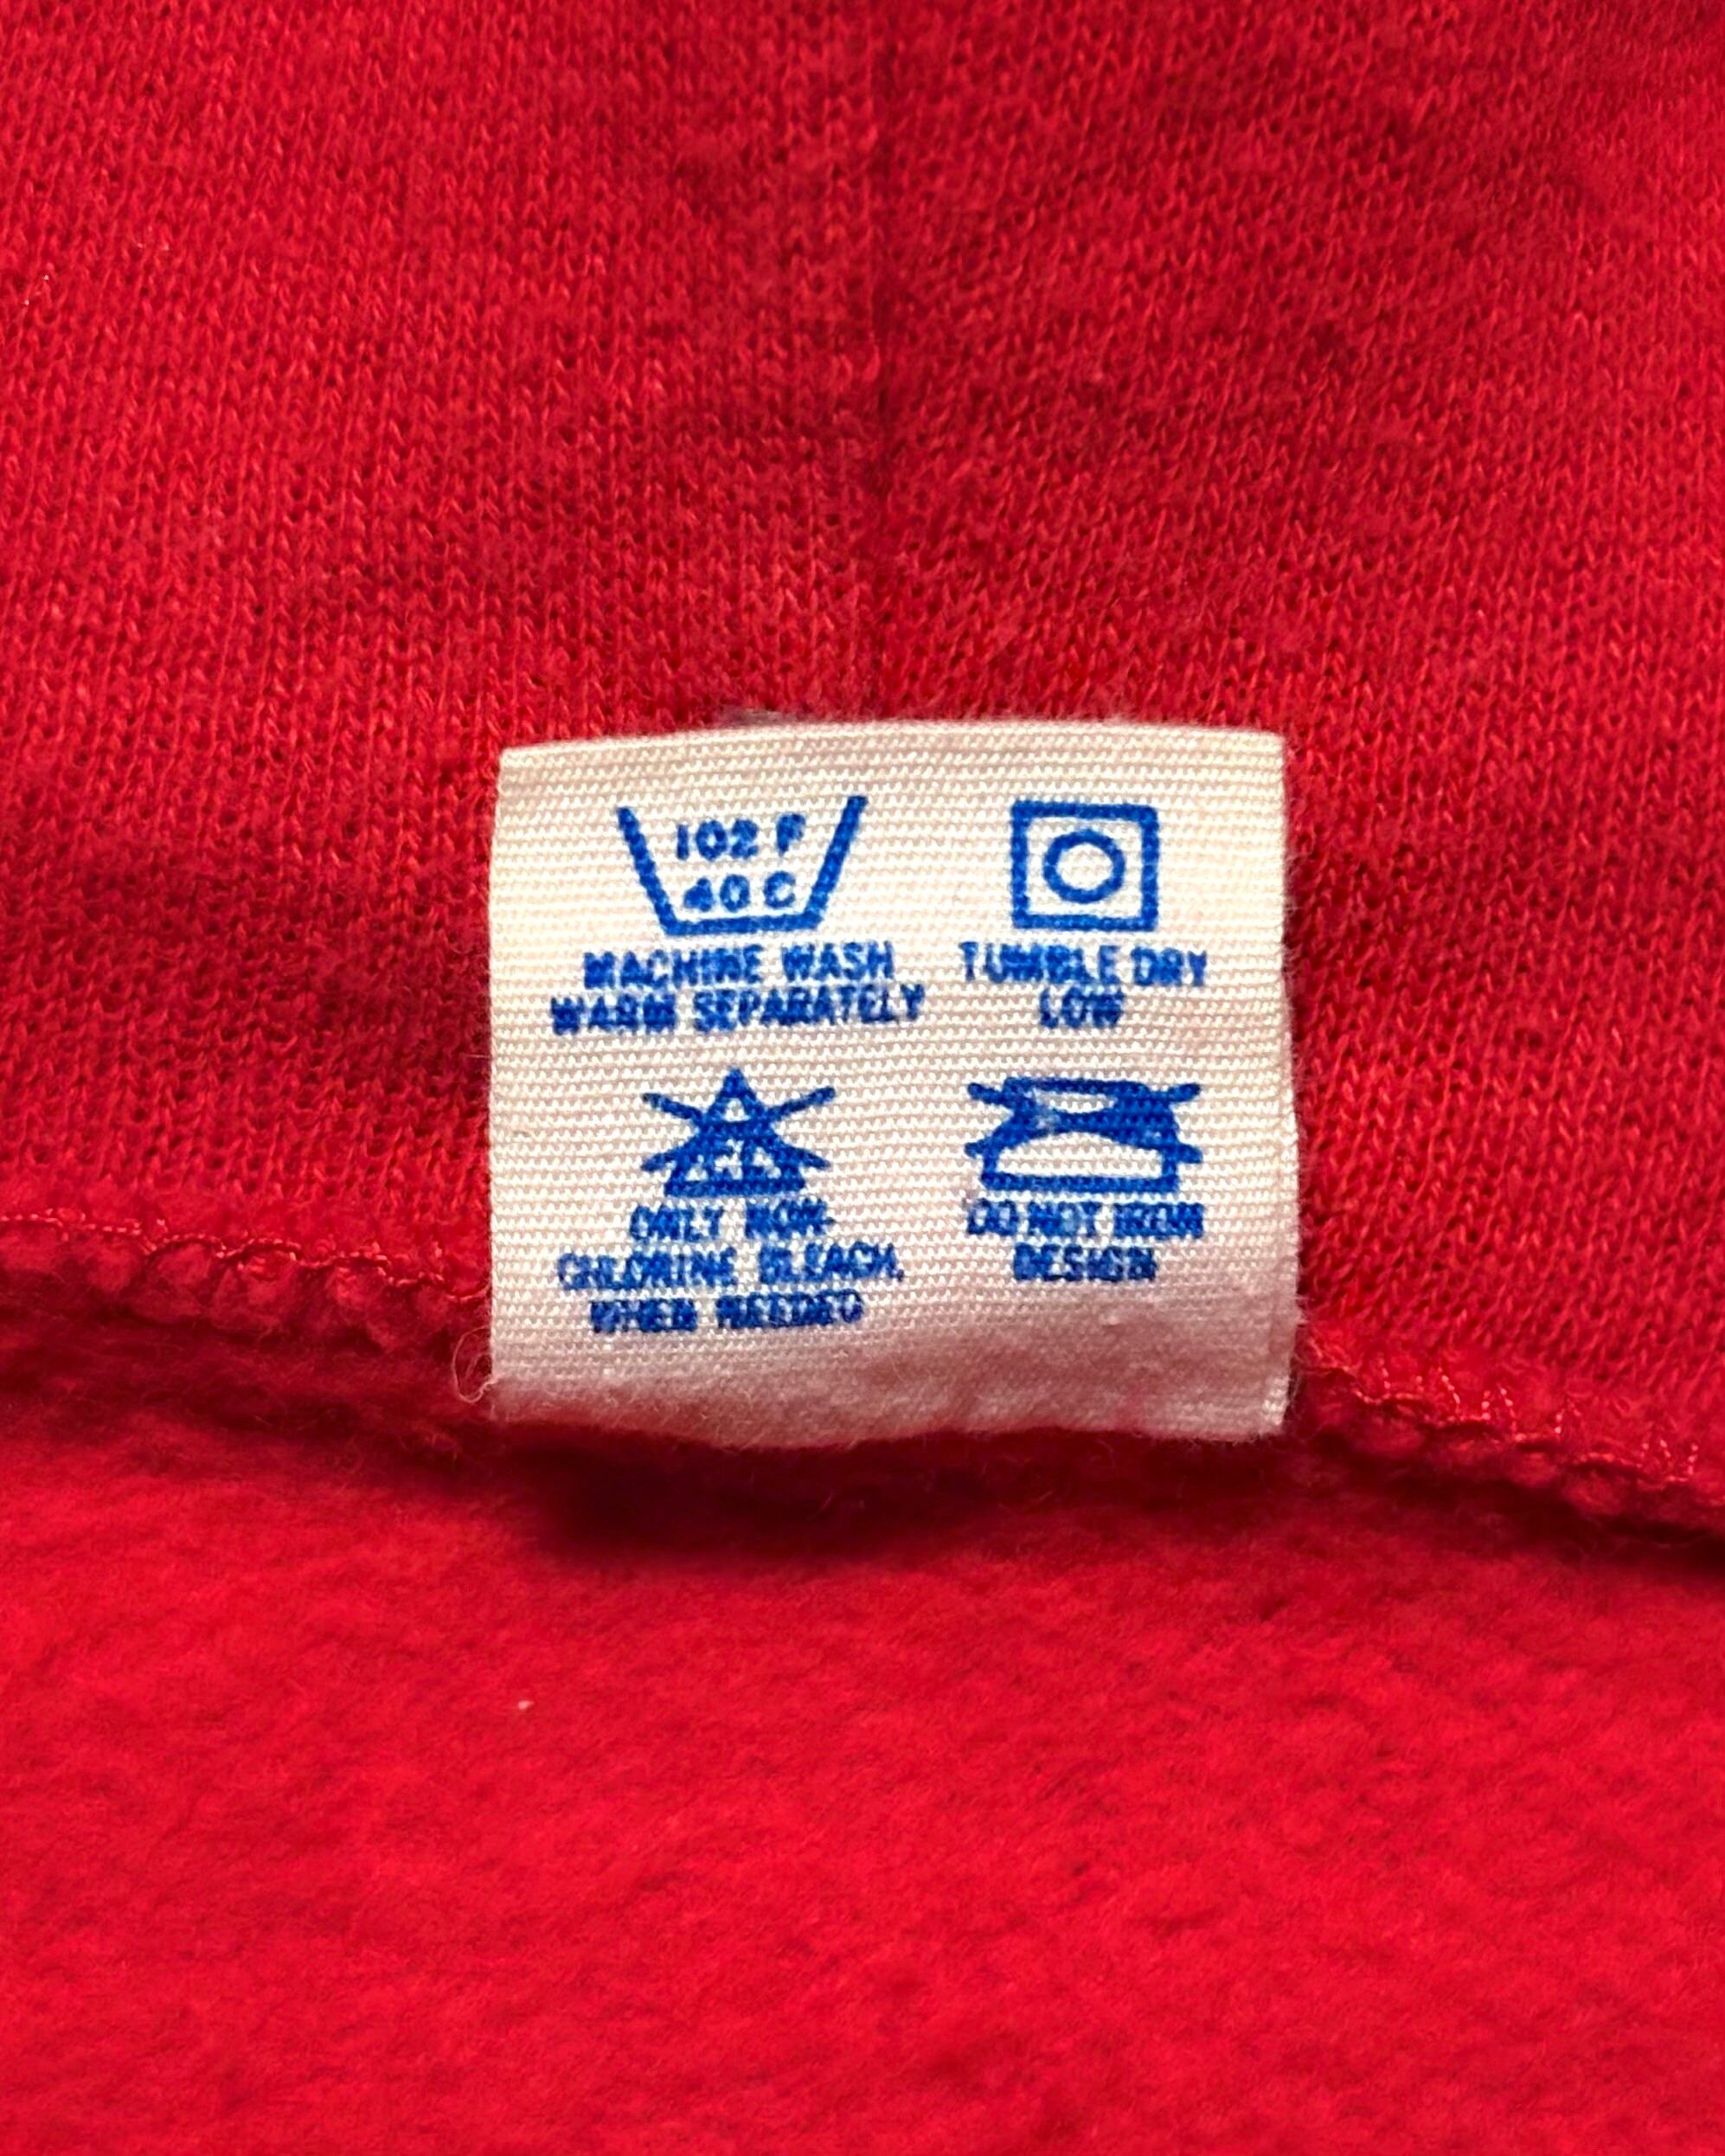 102 F
40 C
MACHINE WASH
WARM SEPARATELY
TUMBLE DRY
LOW
ONLY NON-
CHLORINE BLEACH,
WHEN NEEDED
DO NOT IRON
DESIGN